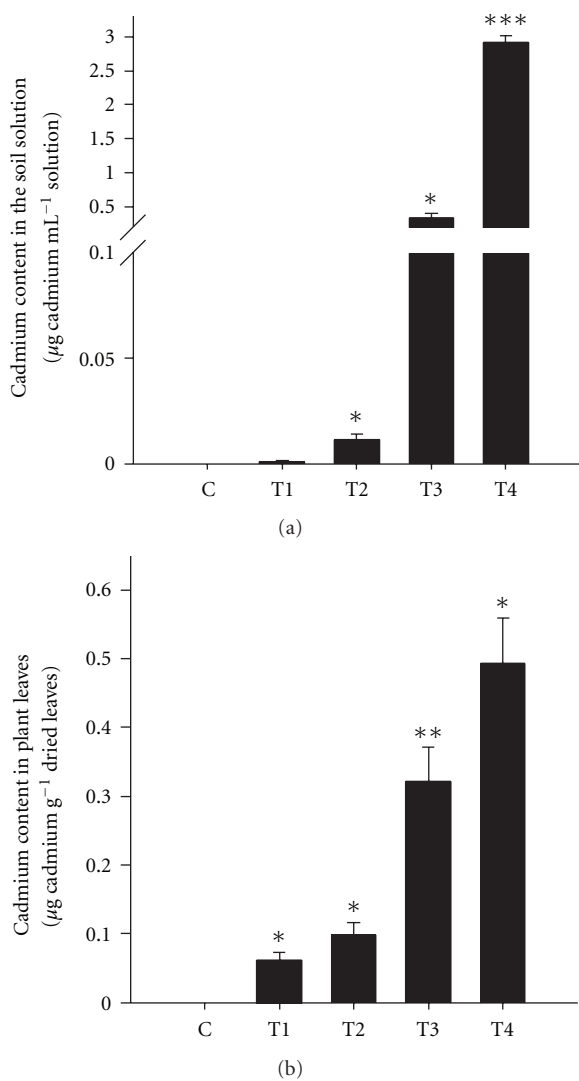 Cadmium content in the soil solution
(µg cadmium mL⁻¹ solution)
3
2.5
2
1.5
1
0.5
0.1
0.05
0
*
*
***
C T1 T2 T3 T4
(a)
Cadmium content in plant leaves
(µg cadmium g⁻¹ dried leaves)
0.6
0.5
0.4
0.3
0.2
0.1
0
*
*
**
*
C T1 T2 T3 T4
(b)